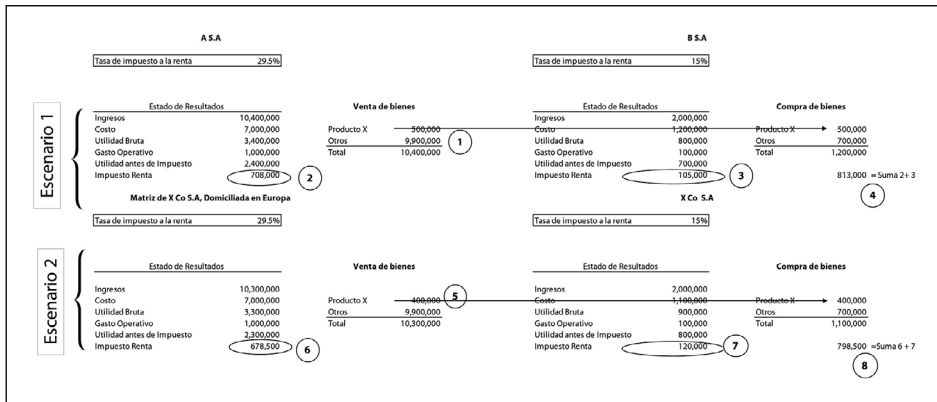 A S.A B S.A
Tasa de impuesto a la renta 29.5% Tasa de impuesto a la renta 15%
Escenario 1
Estado de Resultados Venta de bienes Estado de Resultados Compra de bienes
Ingresos 10,400,000 Ingresos 2,000,000
Costo 7,000,000 Producto X 500,000 Costo 1,200,000 Producto X 500,000
Utilidad Bruta 3,400,000 Otros 9,900,000 1 Utilidad Bruta 800,000 Otros 700,000
Gasto Operativo 1,000,000 Total 10,400,000 Gasto Operativo 100,000 Total 1,200,000
Utilidad antes de Impuesto 2,400,000 Utilidad antes de Impuesto 700,000
Impuesto Renta 708,000 2 Impuesto Renta 105,000 3 813,000 =Suma 2+ 3
4
Matriz de X Co S.A, Domiciliada en Europa X Co S.A
Tasa de impuesto a la renta 29.5% Tasa de impuesto a la renta 15%
Escenario 2
Estado de Resultados Venta de bienes Estado de Resultados Compra de bienes
Ingresos 10,300,000 Ingresos 2,000,000
Costo 7,000,000 Producto X 400,000 5 Costo 1,100,000 Producto X 400,000
Utilidad Bruta 3,300,000 Otros 9,900,000 Utilidad Bruta 900,000 Otros 700,000
Gasto Operativo 1,000,000 Total 10,300,000 Gasto Operativo 100,000 Total 1,100,000
Utilidad antes de Impuesto 2,300,000 Utilidad antes de Impuesto 800,000
Impuesto Renta 678,500 6 Impuesto Renta 120,000 7 798,500 =Suma 6 + 7
8